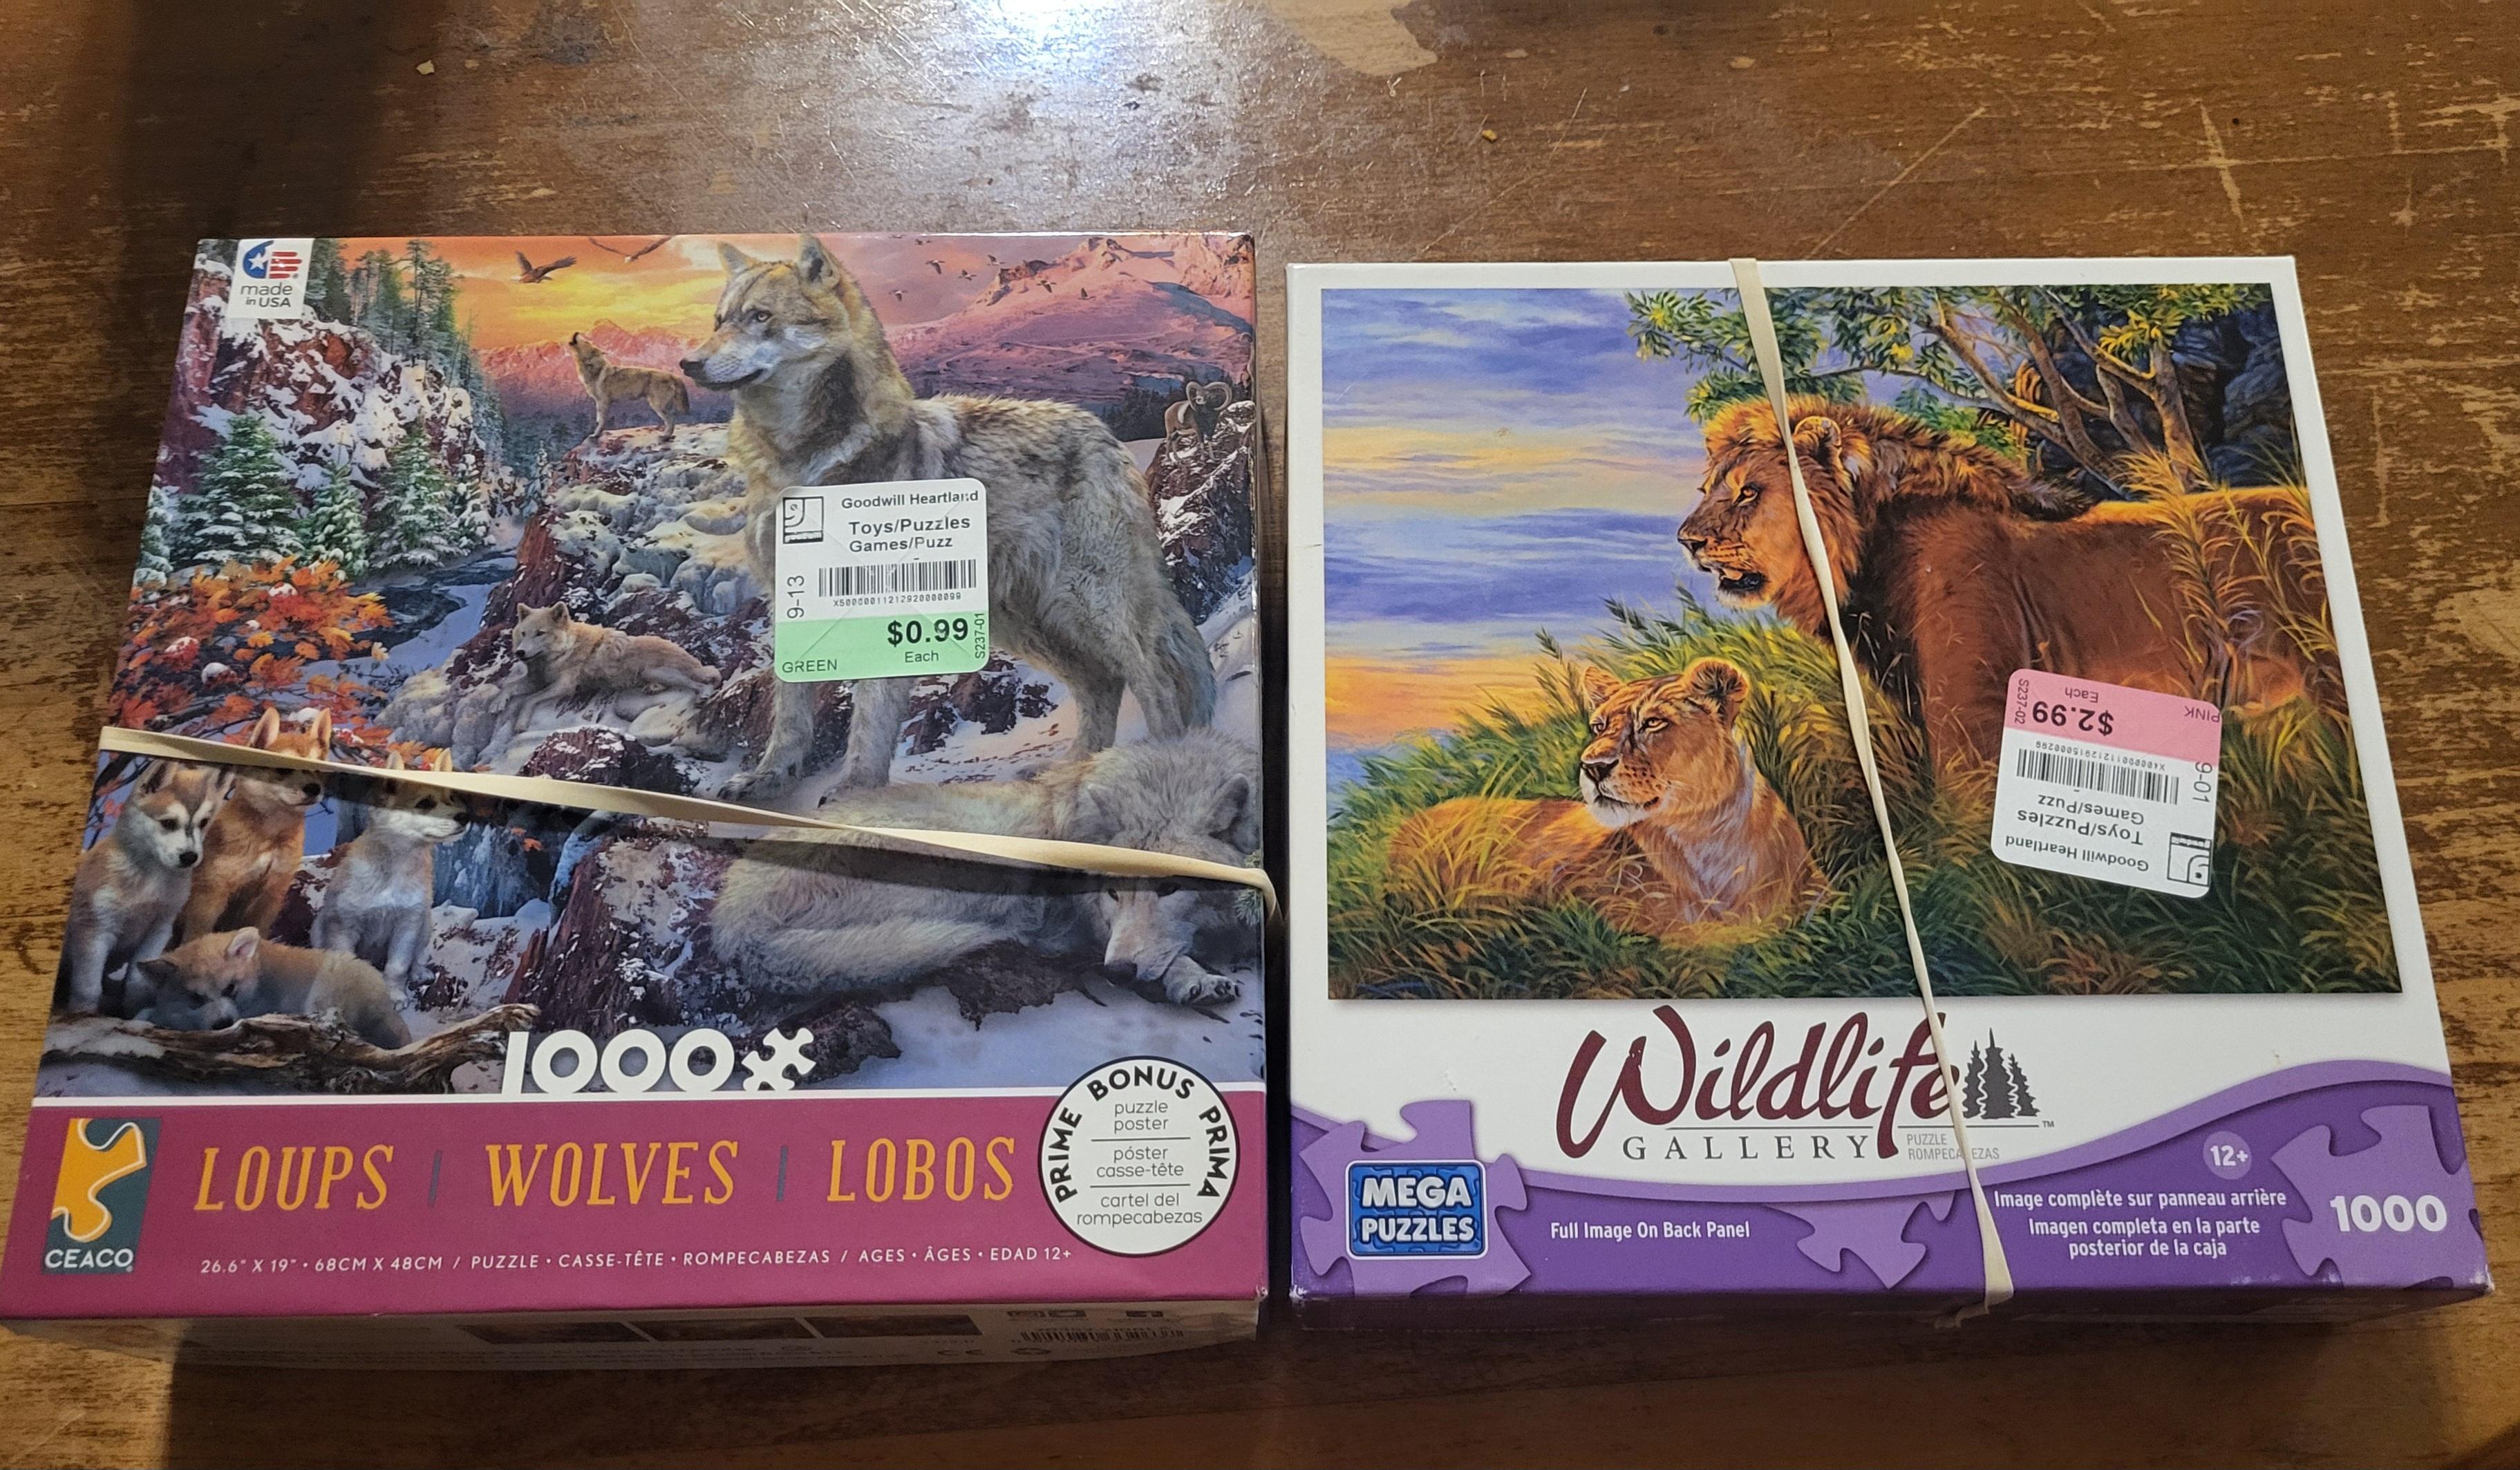 made
in USA
Goodwill Heartland
Toys/Puzzles
Games/Puzz
9-13
$0.99
Each
GREEN
S237-01
1000
CEACO
LOUPS | WOLVES | LOBOS
26.6" X 19" • 68CM X 48CM / PUZZLE • CASSE-TÊTE • ROMPECABEZAS / AGES • ÂGES • EDAD 12+
PRIME BONUS PRIMA
puzzle
poster
póster
casse-tête
cartel del
rompecabezas
Goodwill Heartland
Toys/Puzzles
Games/Puzz
9-01
$2.99
Each
PINK
S237-02
Wildlife
GALLERY
PUZZLE
ROMPECABEZAS
™
MEGA
PUZZLES
Full Image On Back Panel
12+
Image complète sur panneau arrière
Imagen completa en la parte
posterior de la caja
1000